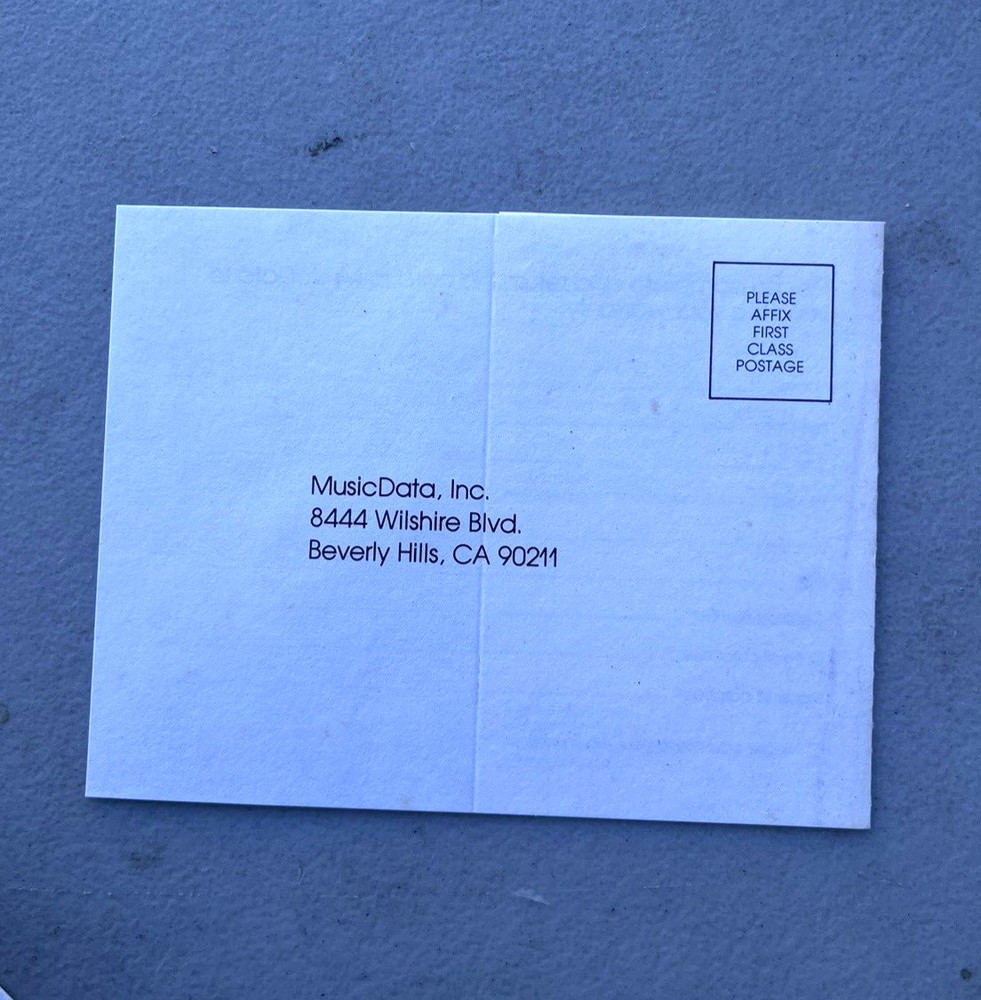 PLEASE
AFFIX
FIRST
CLASS
POSTAGE
MusicData, Inc.
8444 Wilshire Blvd.
Beverly Hills, CA 90211